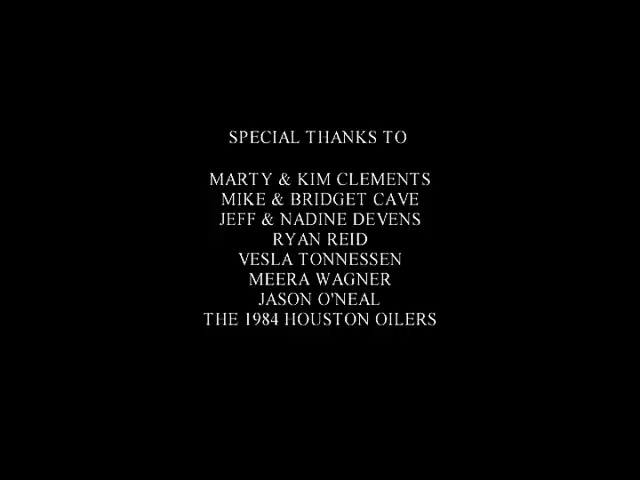 SPECIAL THANKS TO
MARTY & KIM CLEMENTS
MIKE & BRIDGET CAVE
JEFF & NADINE DEVENS
RYAN REID
VESLA TONNESSEN
MEERA WAGNER
JASON O'NEAL
THE 1984 HOUSTON OILERS